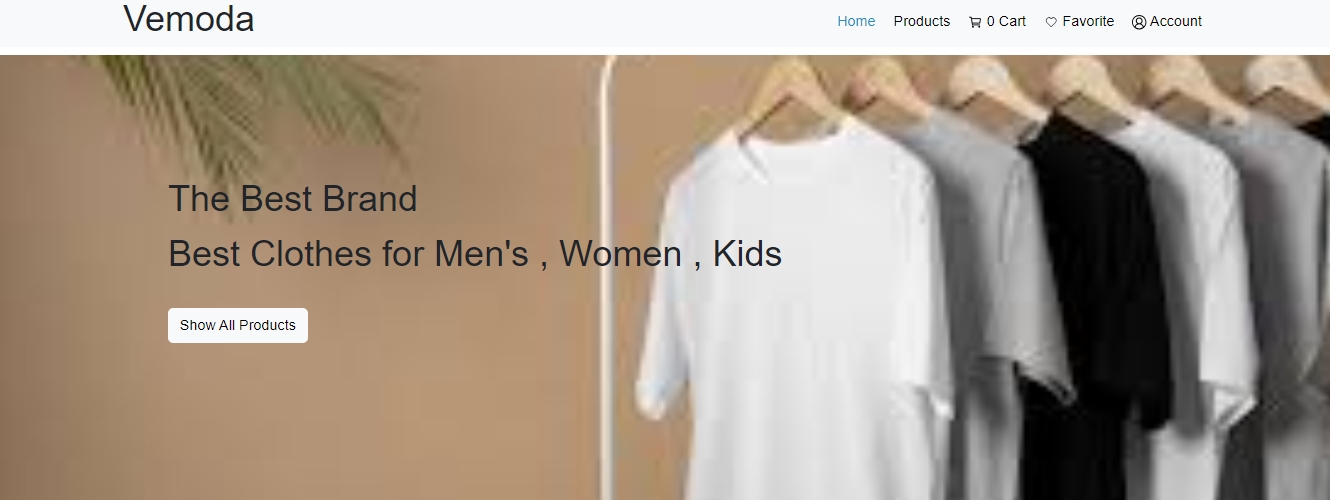 Vemoda
Home Products 0 Cart Favorite Account
The Best Brand
Best Clothes for Men's , Women , Kids
Show All Products